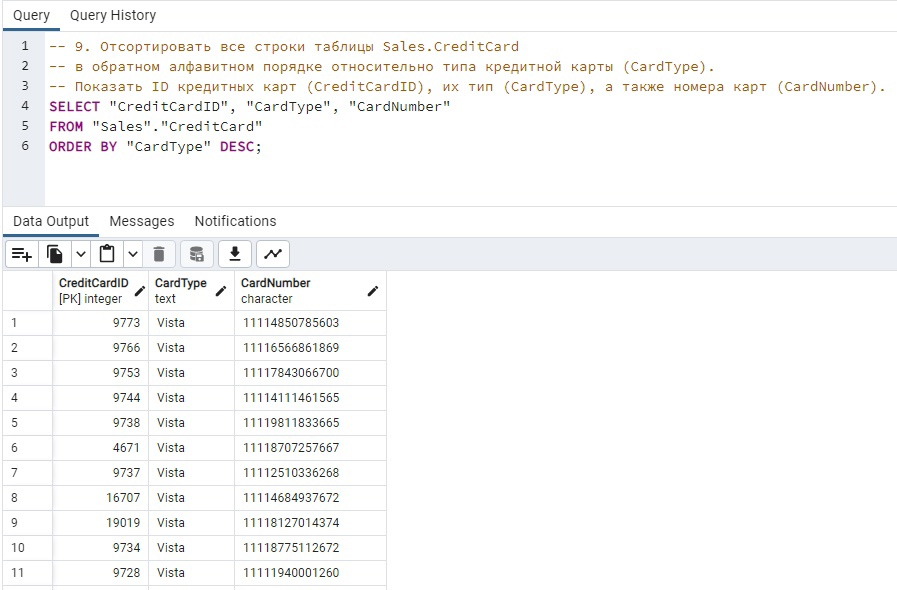 Query Query History
1 -- 9. Отсортировать все строки таблицы Sales.CreditCard
2 -- в обратном алфавитном порядке относительно типа кредитной карты (CardType).
3 -- Показать ID кредитных карт (CreditCardID), их тип (CardType), а также номера карт (CardNumber).
4 SELECT "CreditCardID", "CardType", "CardNumber"
5 FROM "Sales"."CreditCard"
6 ORDER BY "CardType" DESC;
Data Output Messages Notifications
CreditCardID CardType CardNumber
[PK] integer text character
1 9773 Vista 11114850785603
2 9766 Vista 11116566861869
3 9753 Vista 11117843066700
4 9744 Vista 11114111461565
5 9738 Vista 11119811833665
6 4671 Vista 11118707257667
7 9737 Vista 11112510336268
8 16707 Vista 11114684937672
9 19019 Vista 11118127014374
10 9734 Vista 11118775112672
11 9728 Vista 11111940001260